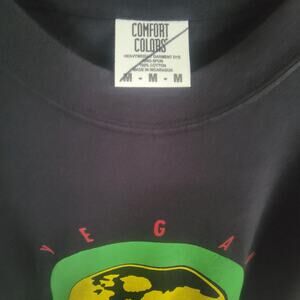 COMFORT
COLORS
HEAVYWEIGHT GARMENT DYE
RING SPUN
100% COTTON
MADE IN NICARAGUA
M - M - M
Y E G A